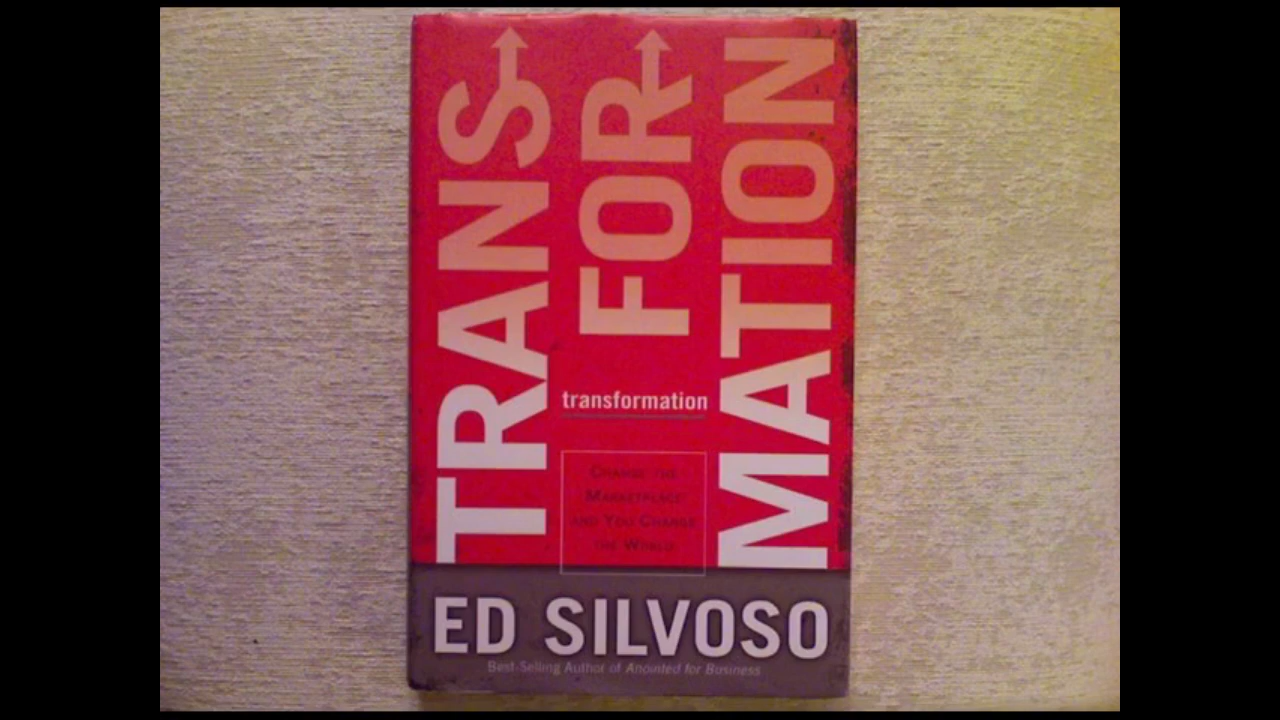 TRANS
FOR
MATION
transformation
CHANGE THE
MARKETPLACE
AND YOU CHANGE
THE WORLD
ED SILVOSO
Best-Selling Author of Anointed for Business